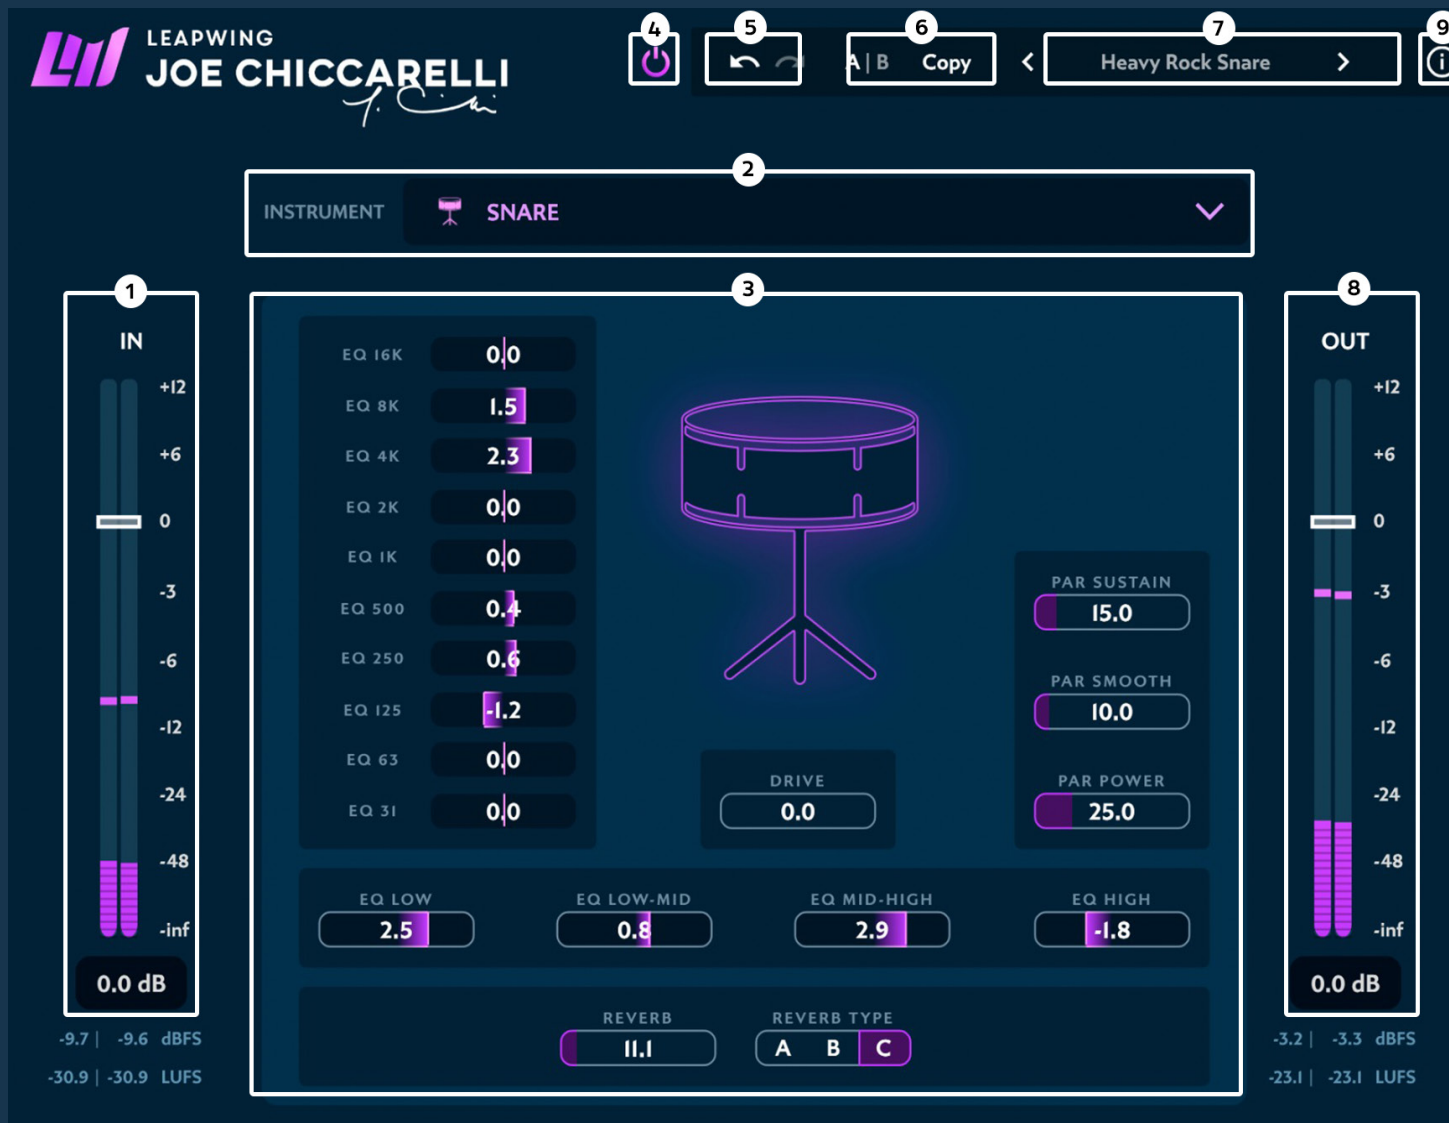 LEAPWING
JOE CHICCARELLI
4
5
6
7
9
A | B Copy
Heavy Rock Snare
2
INSTRUMENT SNARE
1
3
8
IN
+12
+6
0
-3
-6
-12
-24
-48
-inf
0.0 dB
-9.7 | -9.6 dBFS
-30.9 | -30.9 LUFS
EQ 16K 0.0
EQ 8K 1.5
EQ 4K 2.3
EQ 2K 0.0
EQ 1K 0.0
EQ 500 0.4
EQ 250 0.6
EQ 125 -1.2
EQ 63 0.0
EQ 31 0.0
DRIVE
0.0
PAR SUSTAIN
15.0
PAR SMOOTH
10.0
PAR POWER
25.0
EQ LOW EQ LOW-MID EQ MID-HIGH EQ HIGH
2.5 0.8 2.9 -1.8
REVERB REVERB TYPE
11.1 A B C
OUT
+12
+6
0
-3
-6
-12
-24
-48
-inf
0.0 dB
-3.2 | -3.3 dBFS
-23.1 | -23.1 LUFS